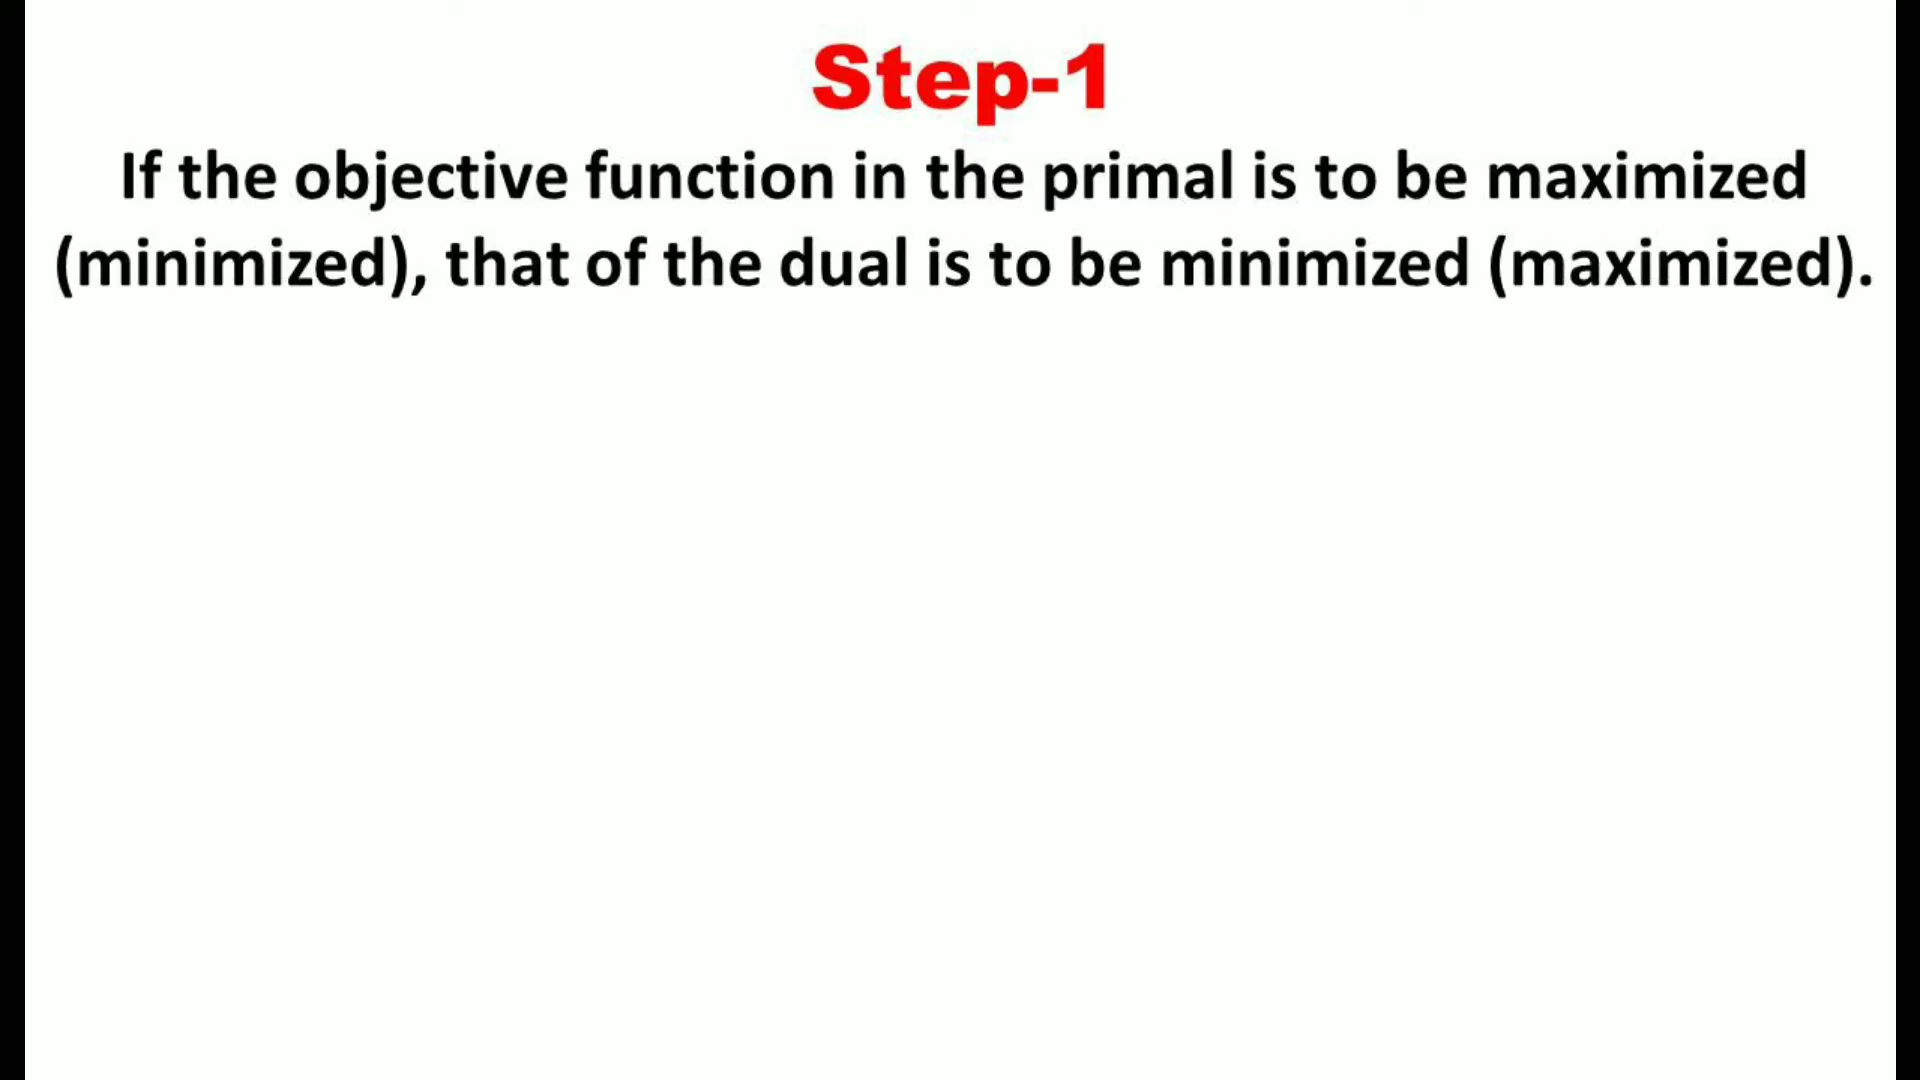 Step-1
If the objective function in the primal is to be maximized
(minimized), that of the dual is to be minimized (maximized).